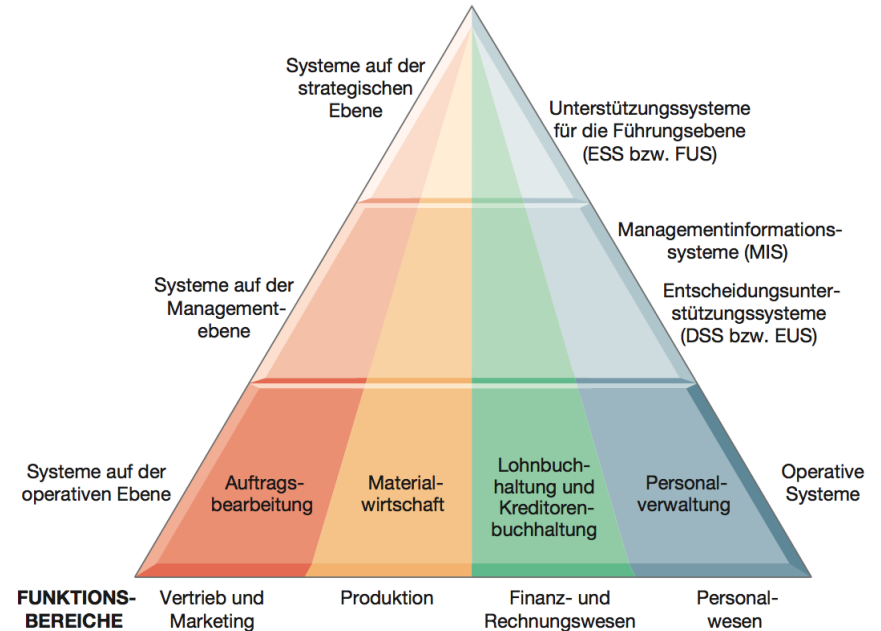 Systeme auf der
strategischen
Ebene
Unterstützungssysteme
für die Führungsebene
(ESS bzw. FUS)
Managementinformations-
systeme (MIS)
Systeme auf der
Management-
ebene
Entscheidungsunter-
stützungssysteme
(DSS bzw. EUS)
Systeme auf der
operativen Ebene
Auftrags-
bearbeitung
Material-
wirtschaft
Lohnbuch-
haltung und
Kreditoren-
buchhaltung
Personal-
verwaltung
Operative
Systeme
FUNKTIONS-
BEREICHE
Vertrieb und
Marketing
Produktion
Finanz- und
Rechnungswesen
Personal-
wesen